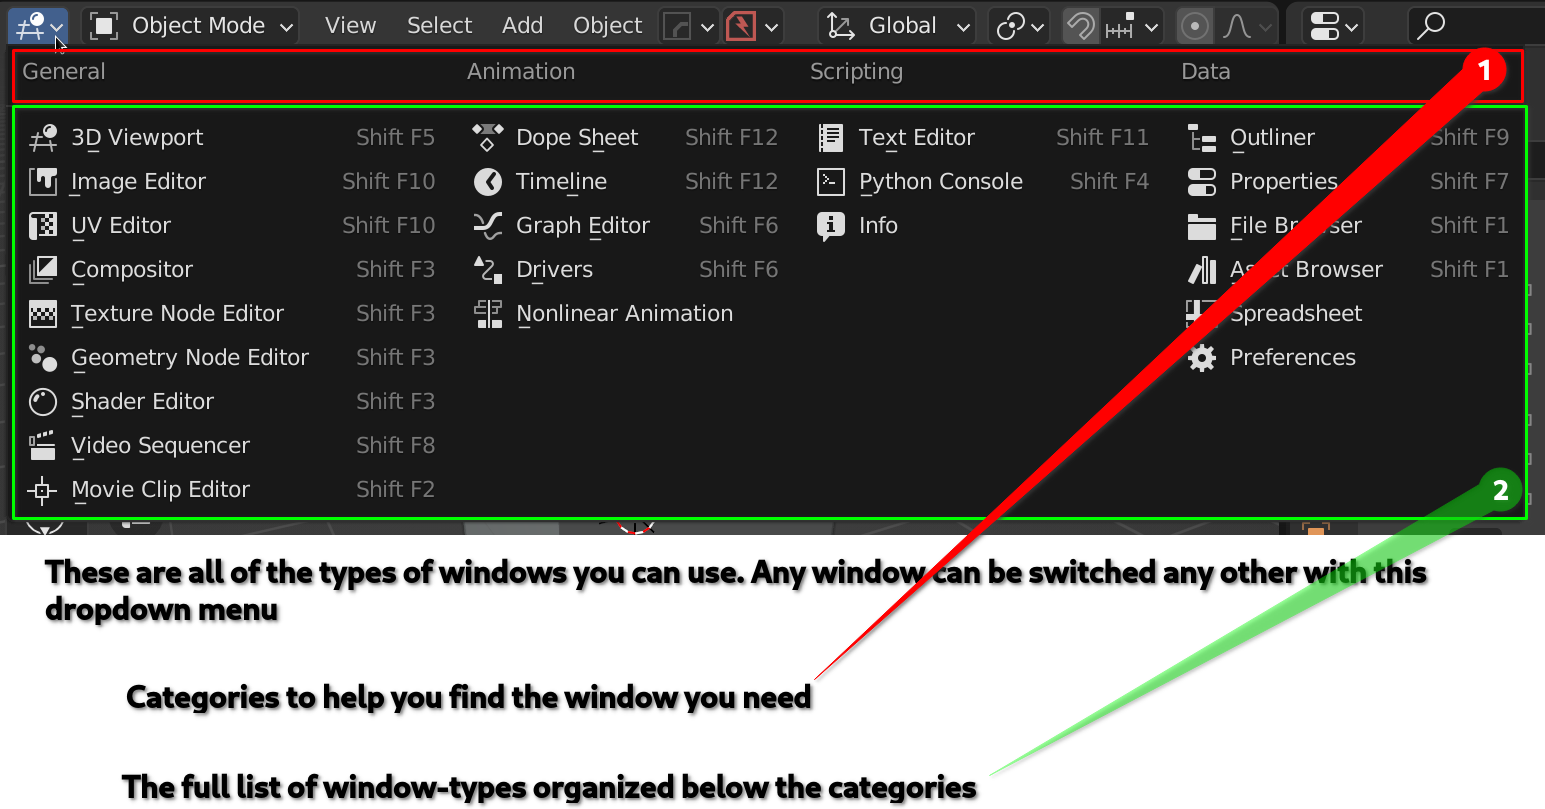 Object Mode View Select Add Object Global
General Animation Scripting Data 1
3D Viewport Shift F5 Dope Sheet Shift F12 Text Editor Shift F11 Outliner Shift F9
Image Editor Shift F10 Timeline Shift F12 Python Console Shift F4 Properties Shift F7
UV Editor Shift F10 Graph Editor Shift F6 Info File Browser Shift F1
Compositor Shift F3 Drivers Shift F6 Asset Browser Shift F1
Texture Node Editor Shift F3 Nonlinear Animation Spreadsheet
Geometry Node Editor Shift F3 Preferences
Shader Editor Shift F3
Video Sequencer Shift F8
Movie Clip Editor Shift F2 2
These are all of the types of windows you can use. Any window can be switched any other with this
dropdown menu
Categories to help you find the window you need
The full list of window-types organized below the categories